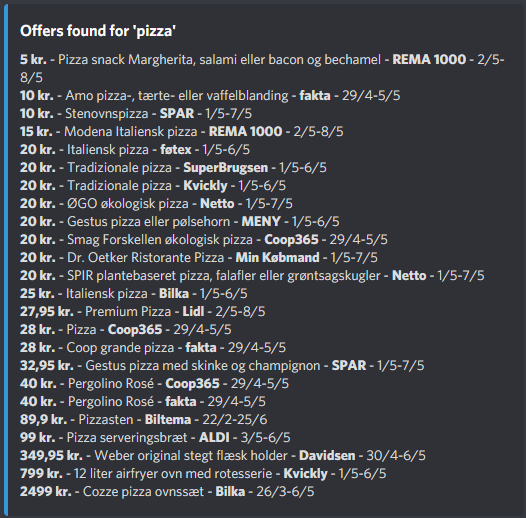 Offers found for 'pizza'
5 kr. - Pizza snack Margherita, salami eller bacon og bechamel - REMA 1000 - 2/5-
8/5
10 kr. - Amo pizza-, tærte- eller vaffelblanding - fakta - 29/4-5/5
10 kr. - Stenovnspizza - SPAR - 1/5-7/5
15 kr. - Modena Italiensk pizza - REMA 1000 - 2/5-8/5
20 kr. - Italiensk pizza - føtex - 1/5-6/5
20 kr. - Tradizionale pizza - SuperBrugsen - 1/5-6/5
20 kr. - Tradizionale pizza - Kvickly - 1/5-6/5
20 kr. - ØGO økologisk pizza - Netto - 1/5-7/5
20 kr. - Gestus pizza eller pølsehorn - MENY - 1/5-6/5
20 kr. - Smag Forskellen økologisk pizza - Coop365 - 29/4-5/5
20 kr. - Dr. Oetker Ristorante Pizza - Min Købmand - 1/5-7/5
20 kr. - SPIR plantebaseret pizza, falafler eller grøntsagskugler - Netto - 1/5-7/5
25 kr. - Italiensk pizza - Bilka - 1/5-6/5
27,95 kr. - Premium Pizza - Lidl - 2/5-8/5
28 kr. - Pizza - Coop365 - 29/4-5/5
28 kr. - Coop grande pizza - fakta - 29/4-5/5
32,95 kr. - Gestus pizza med skinke og champignon - SPAR - 1/5-7/5
40 kr. - Pergolino Rosé - Coop365 - 29/4-5/5
40 kr. - Pergolino Rosé - fakta - 29/4-5/5
89,9 kr. - Pizzasten - Biltema - 22/2-25/6
99 kr. - Pizza serveringsbræt - ALDI - 3/5-6/5
349,95 kr. - Weber original stegt flæsk holder - Davidsen - 30/4-6/5
799 kr. - 12 liter airfryer ovn med rotesserie - Kvickly - 1/5-6/5
2499 kr. - Cozze pizza ovnssæt - Bilka - 26/3-6/5